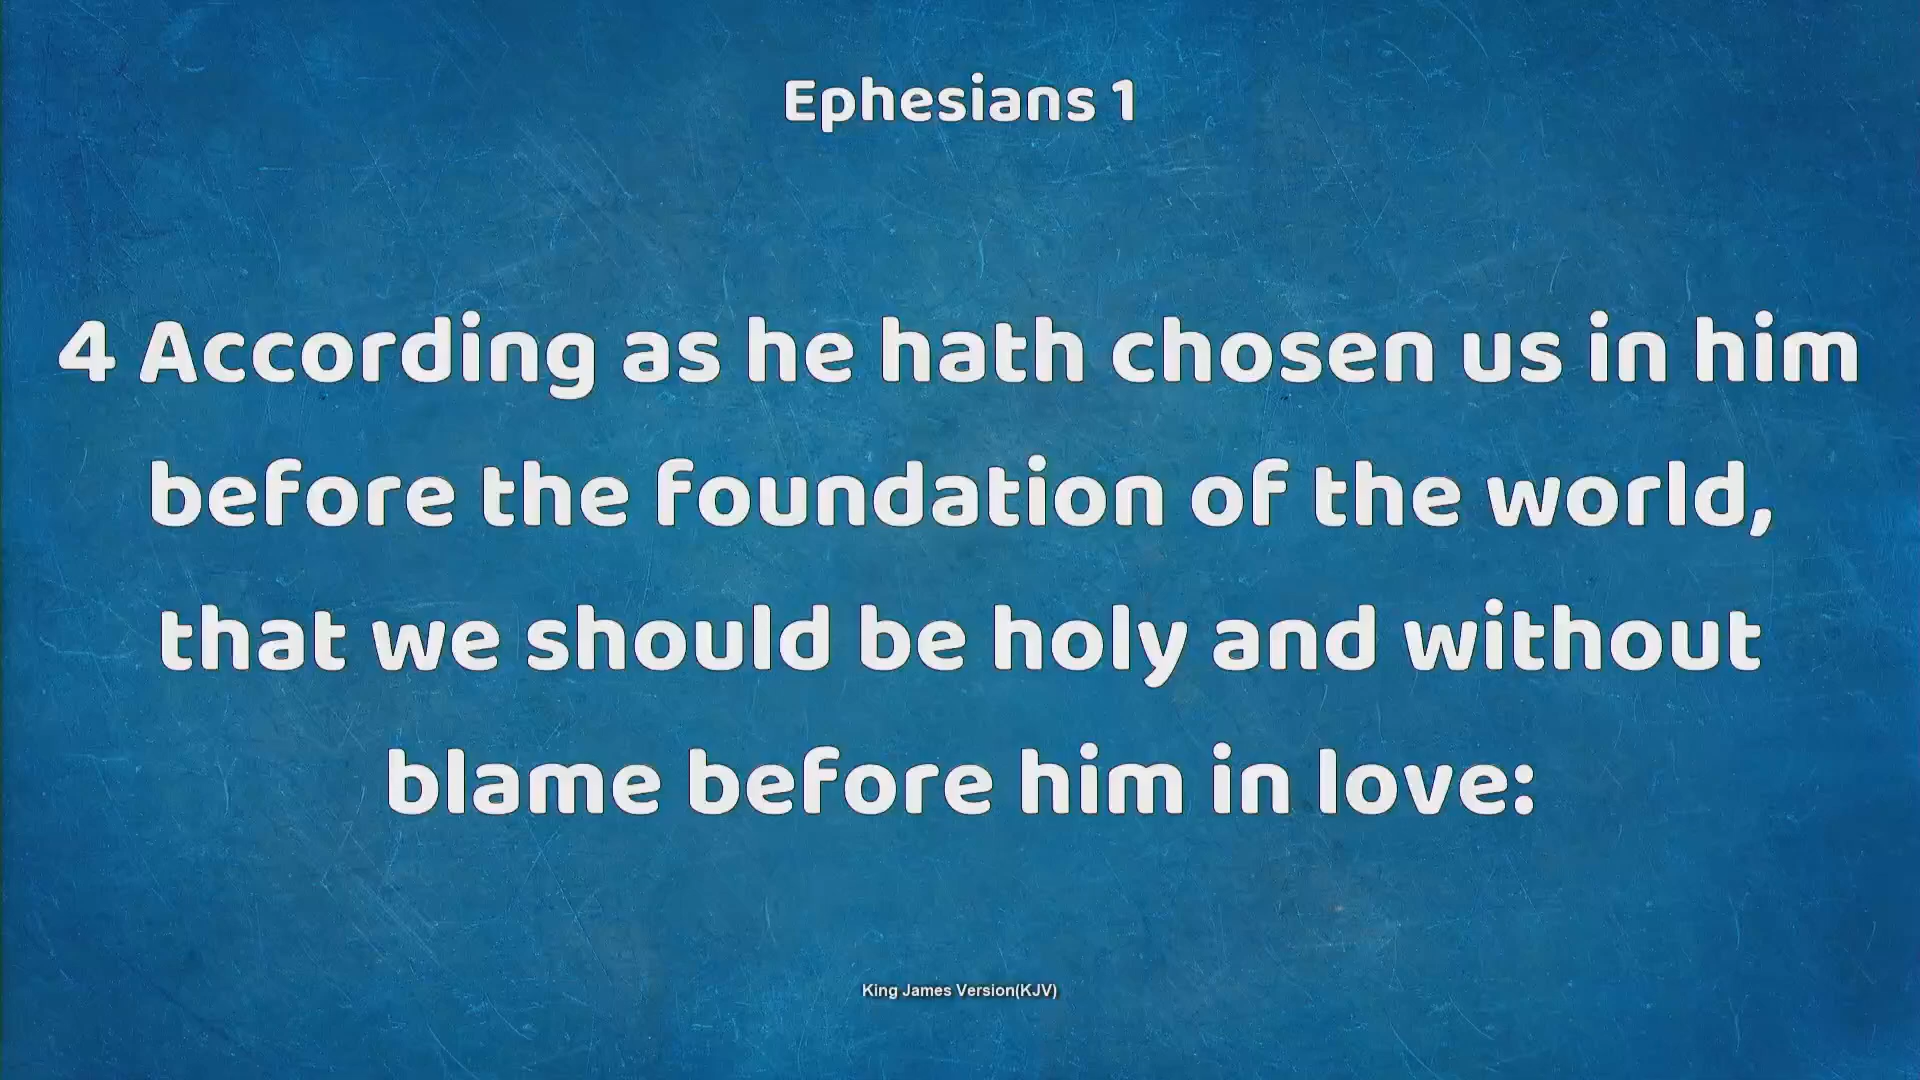 Ephesians 1
4 According as he hath chosen us in him
before the foundation of the world,
that we should be holy and without
blame before him in love:
King James Version(KJV)